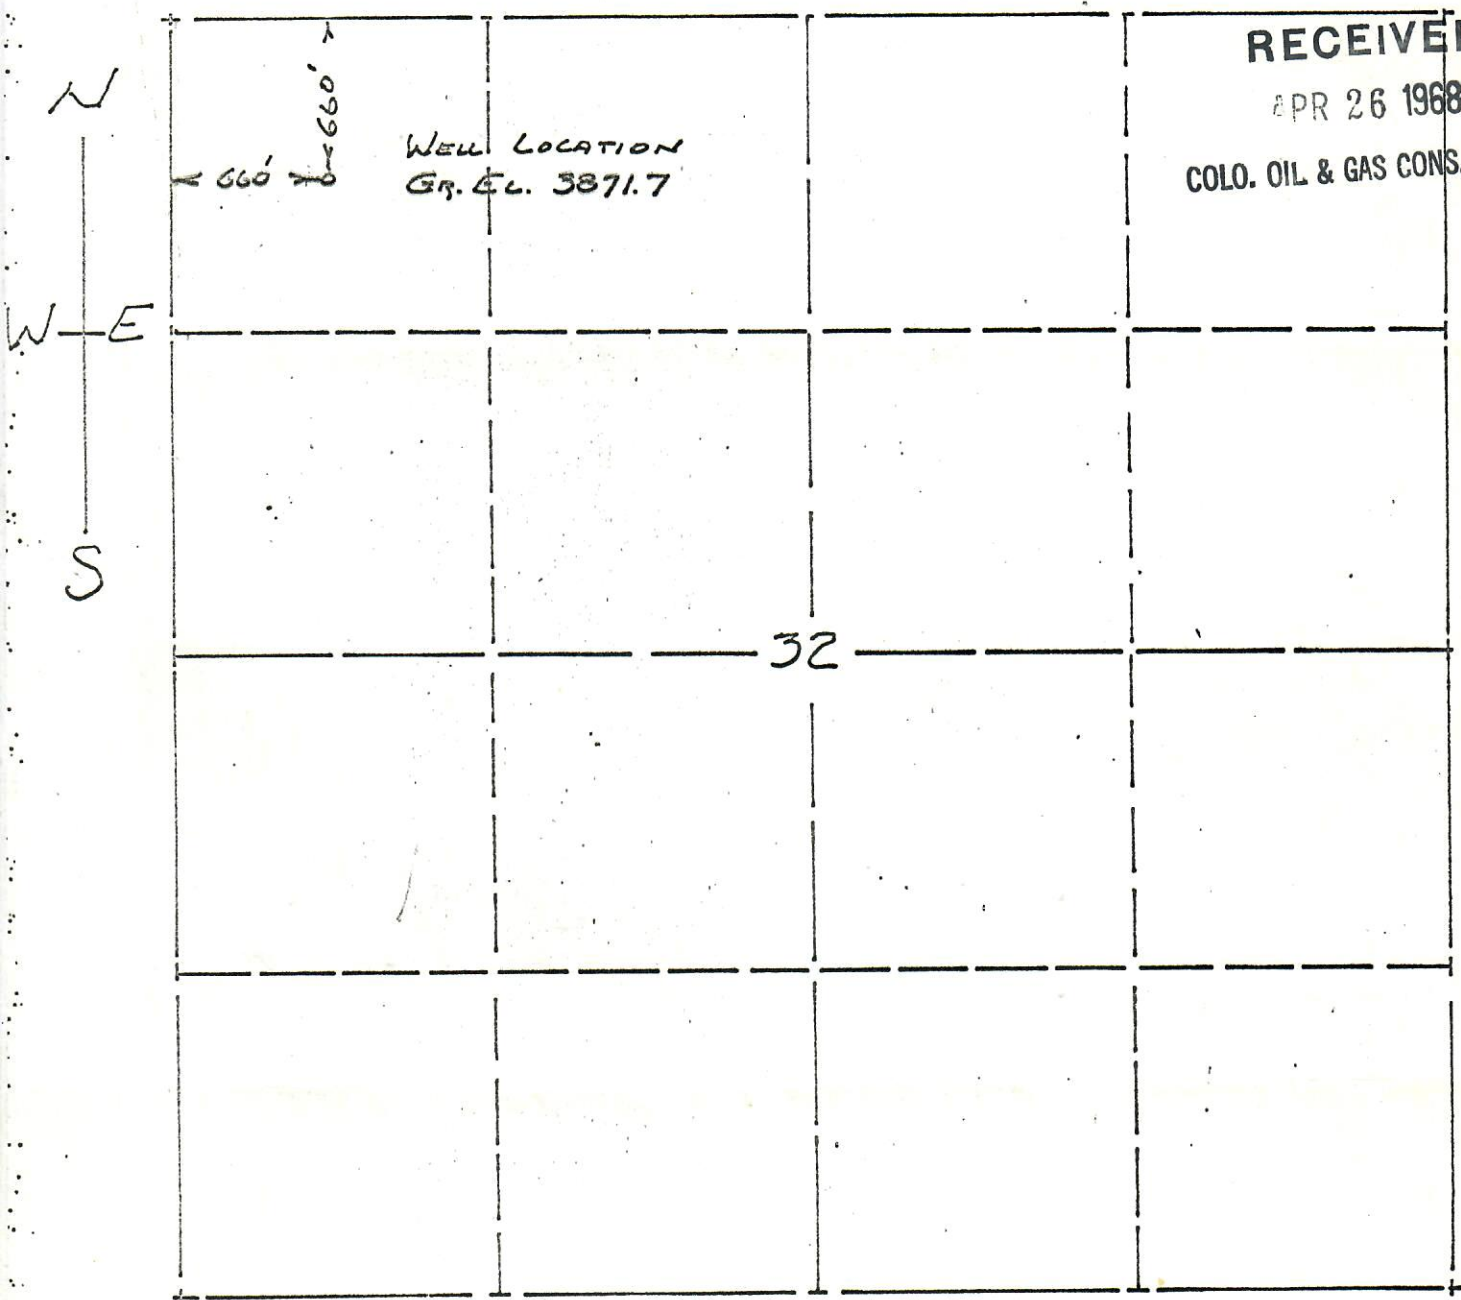 RECEIVE
APR 26 1968
COLO. OIL & GAS CONS.
N
660'
WELL LOCATION
660'
GR. EL. 3871.7
W E
S
32